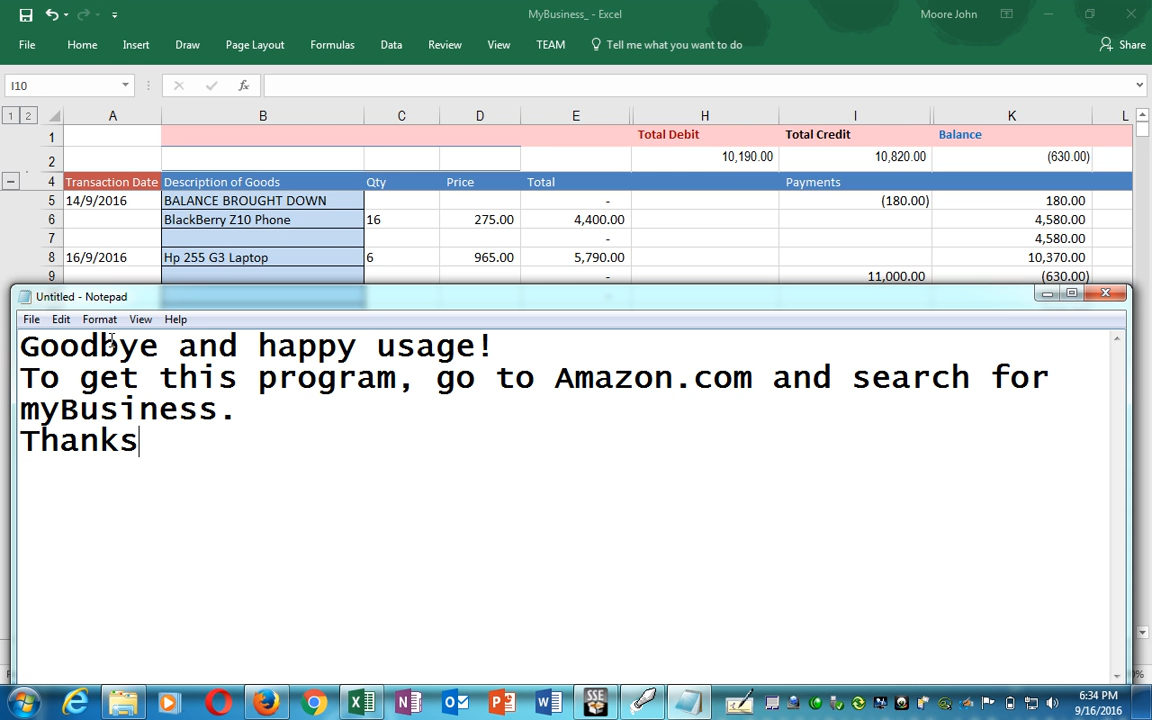 MyBusiness_ - Excel
Moore John
File Home Insert Draw Page Layout Formulas Data Review View TEAM Tell me what you want to do Share
I10 fx
1 2 A B C D E H I K L
1 Total Debit Total Credit Balance
2 10,190.00 10,820.00 (630.00)
4 Transaction Date Description of Goods Qty Price Total Payments
5 14/9/2016 BALANCE BROUGHT DOWN - (180.00) 180.00
6 BlackBerry Z10 Phone 16 275.00 4,400.00 4,580.00
7 - 4,580.00
8 16/9/2016 Hp 255 G3 Laptop 6 965.00 5,790.00 10,370.00
9 - 11,000.00 (630.00)
Untitled - Notepad
File Edit Format View Help
Goodbye and happy usage!
To get this program, go to Amazon.com and search for
myBusiness.
Thanks
SSE
6:34 PM
9/16/2016